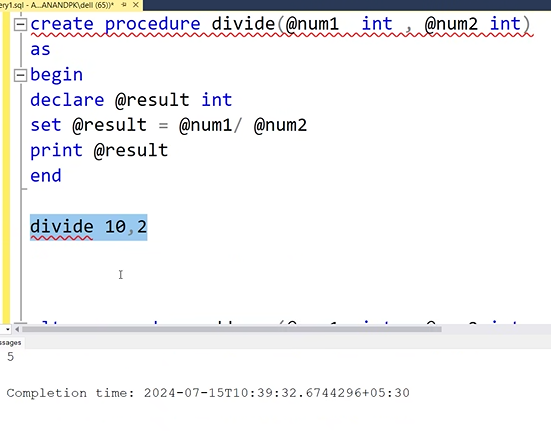 ery1.sql - A...ANANDPK\dell (65))*
create procedure divide(@num1  int , @num2 int)
as
begin
declare @result int
set @result = @num1/ @num2
print @result
end
divide 10,2
ssages
5
Completion time: 2024-07-15T10:39:32.6744296+05:30